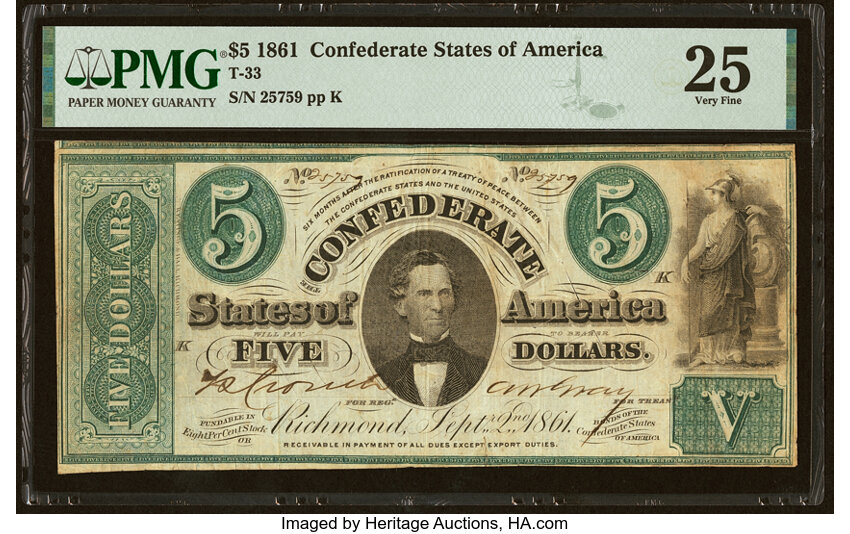 PMG ®
PAPER MONEY GUARANTY
$5 1861 Confederate States of America
T-33
S/N 25759 pp K
25
Very Fine
FIVE DOLLARS
5
No 25759
No 25759
5
SIX MONTHS AFTER THE RATIFICATION OF A TREATY OF PEACE BETWEEN
THE CONFEDERATE STATES AND THE UNITED STATES
THE CONFEDERATE
K
States of America
WILL PAY TO BEARER
K
FIVE DOLLARS.
FOR REGR. FOR TREAS
Richmond, Septr. 2nd 1861.
FUNDABLE IN
Eight Per Cent Stock
OR
BONDS OF THE
Confederate States
OF AMERICA
V
RECEIVABLE IN PAYMENT OF ALL DUES EXCEPT EXPORT DUTIES.
Imaged by Heritage Auctions, HA.com